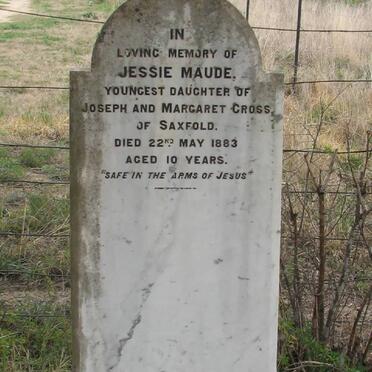 IN
LOVING MEMORY OF
JESSIE MAUDE.
YOUNGEST DAUGHTER OF
JOSEPH AND MARGARET CROSS.
OF SAXFOLD.
DIED 22ND MAY 1883
AGED 10 YEARS.
"SAFE IN THE ARMS OF JESUS"